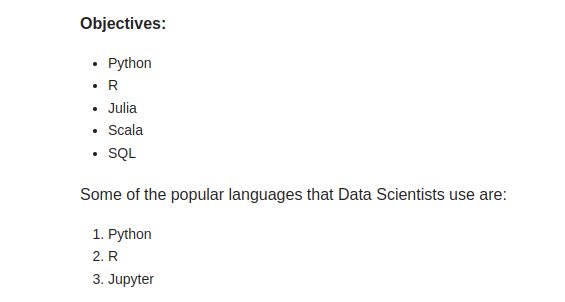 Objectives:
• Python
• R
• Julia
• Scala
• SQL
Some of the popular languages that Data Scientists use are:
1. Python
2. R
3. Jupyter